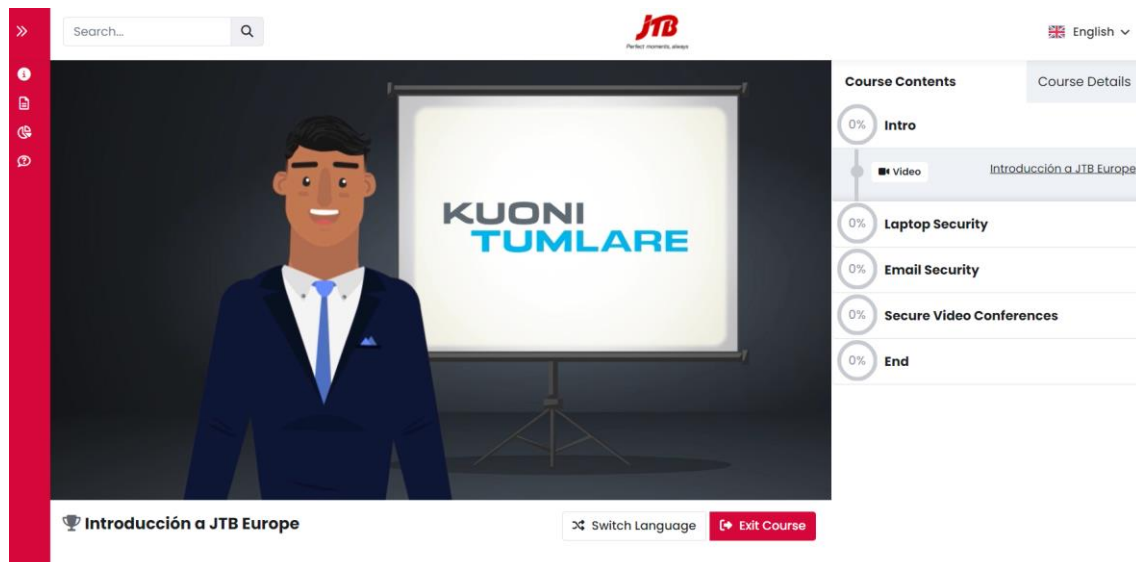 Search...
JTB
Perfect moments, always
English
Course Contents
Course Details
0% Intro
Video
Introducción a JTB Europe
0% Laptop Security
0% Email Security
0% Secure Video Conferences
0% End
KUONI
TUMLARE
Introducción a JTB Europe
Switch Language
Exit Course